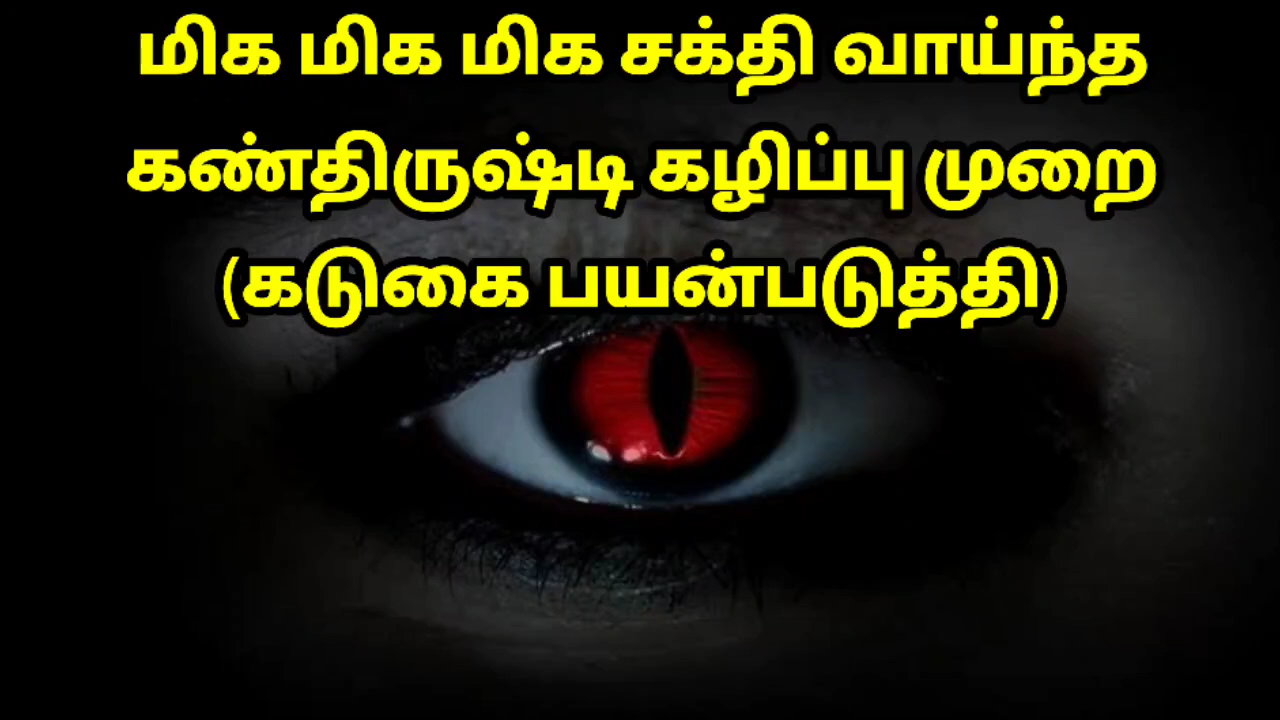 மிக மிக மிக சக்தி வாய்ந்த
கண்திருஷ்டி கழிப்பு முறை
(கடுகை பயன்படுத்தி)